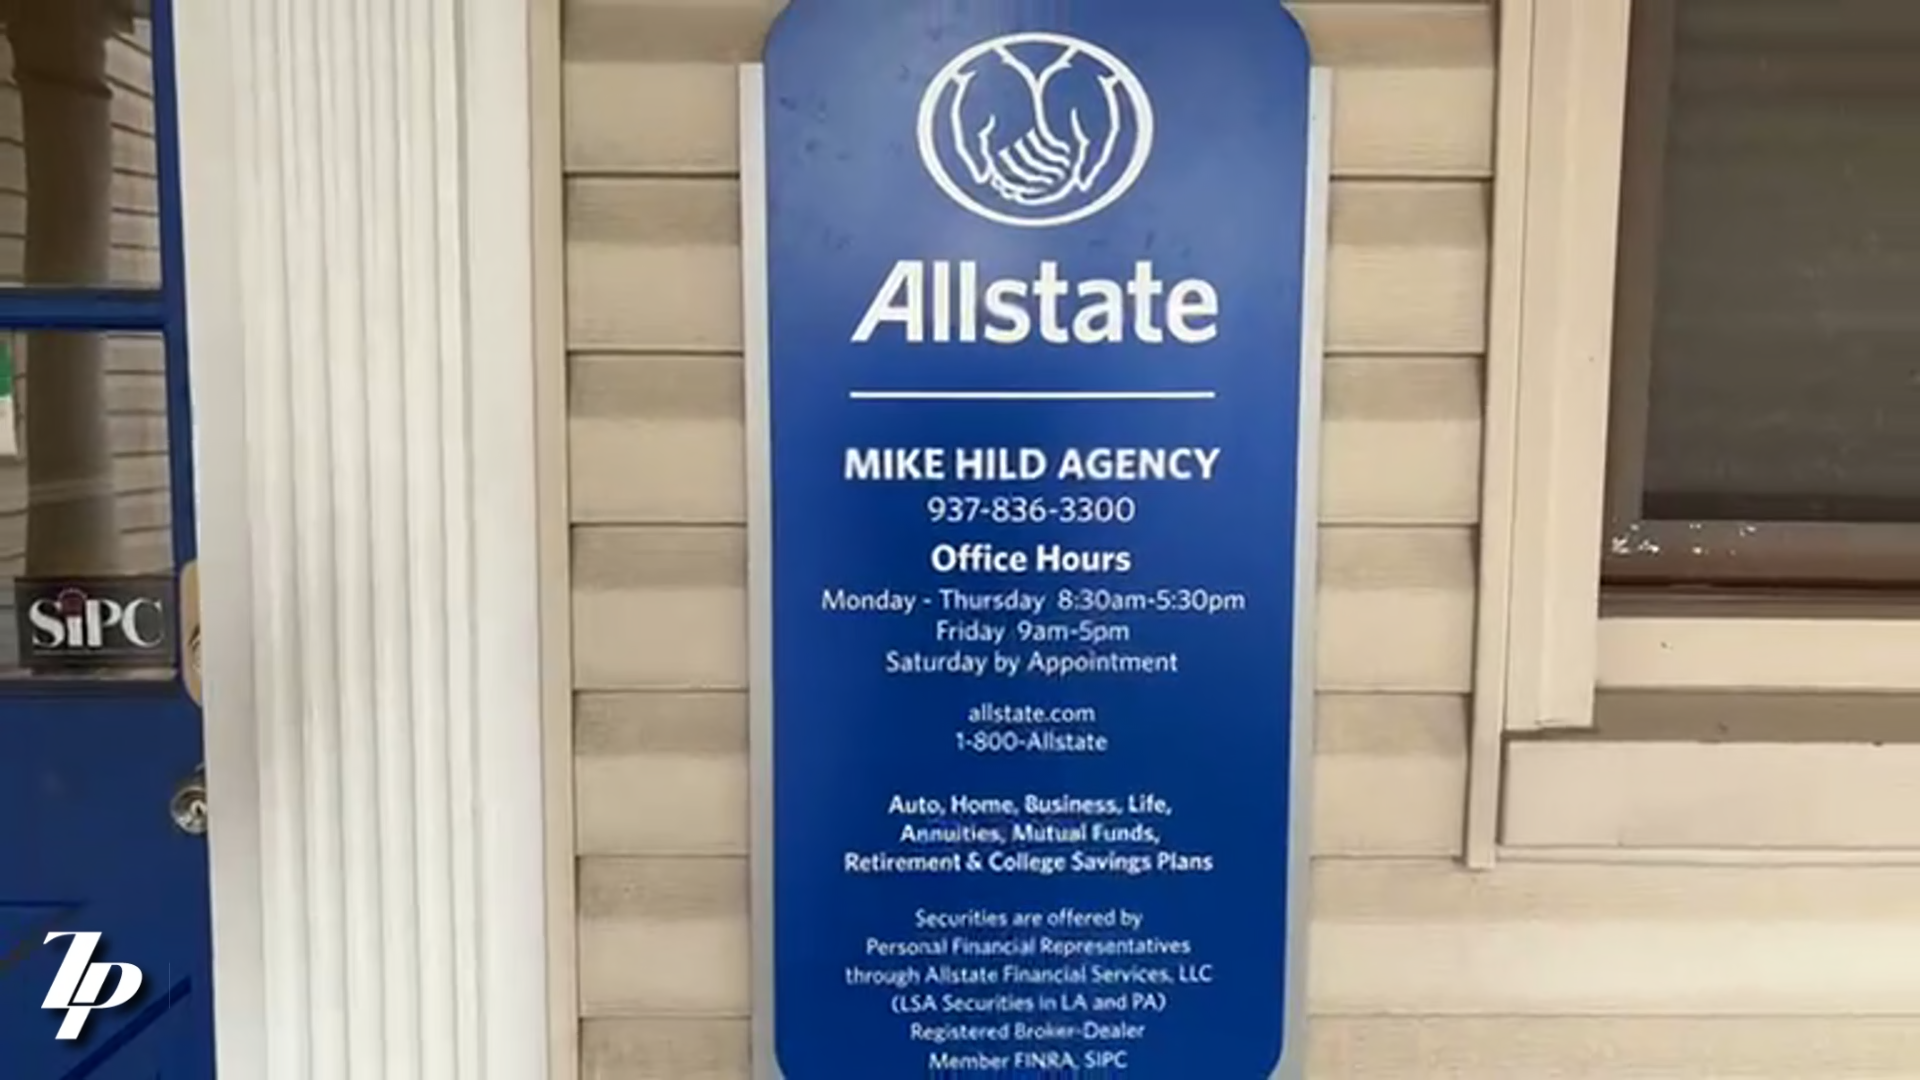 Allstate
MIKE HILD AGENCY
937-836-3300
Office Hours
Monday - Thursday 8:30am-5:30pm
Friday 9am-5pm
Saturday by Appointment
allstate.com
1-800-Allstate
Auto, Home, Business, Life,
Annuities, Mutual Funds,
Retirement & College Savings Plans
Securities are offered by
Personal Financial Representatives
through Allstate Financial Services, LLC
(LSA Securities in LA and PA)
Registered Broker-Dealer
Member FINRA, SIPC
SiPC
ZP